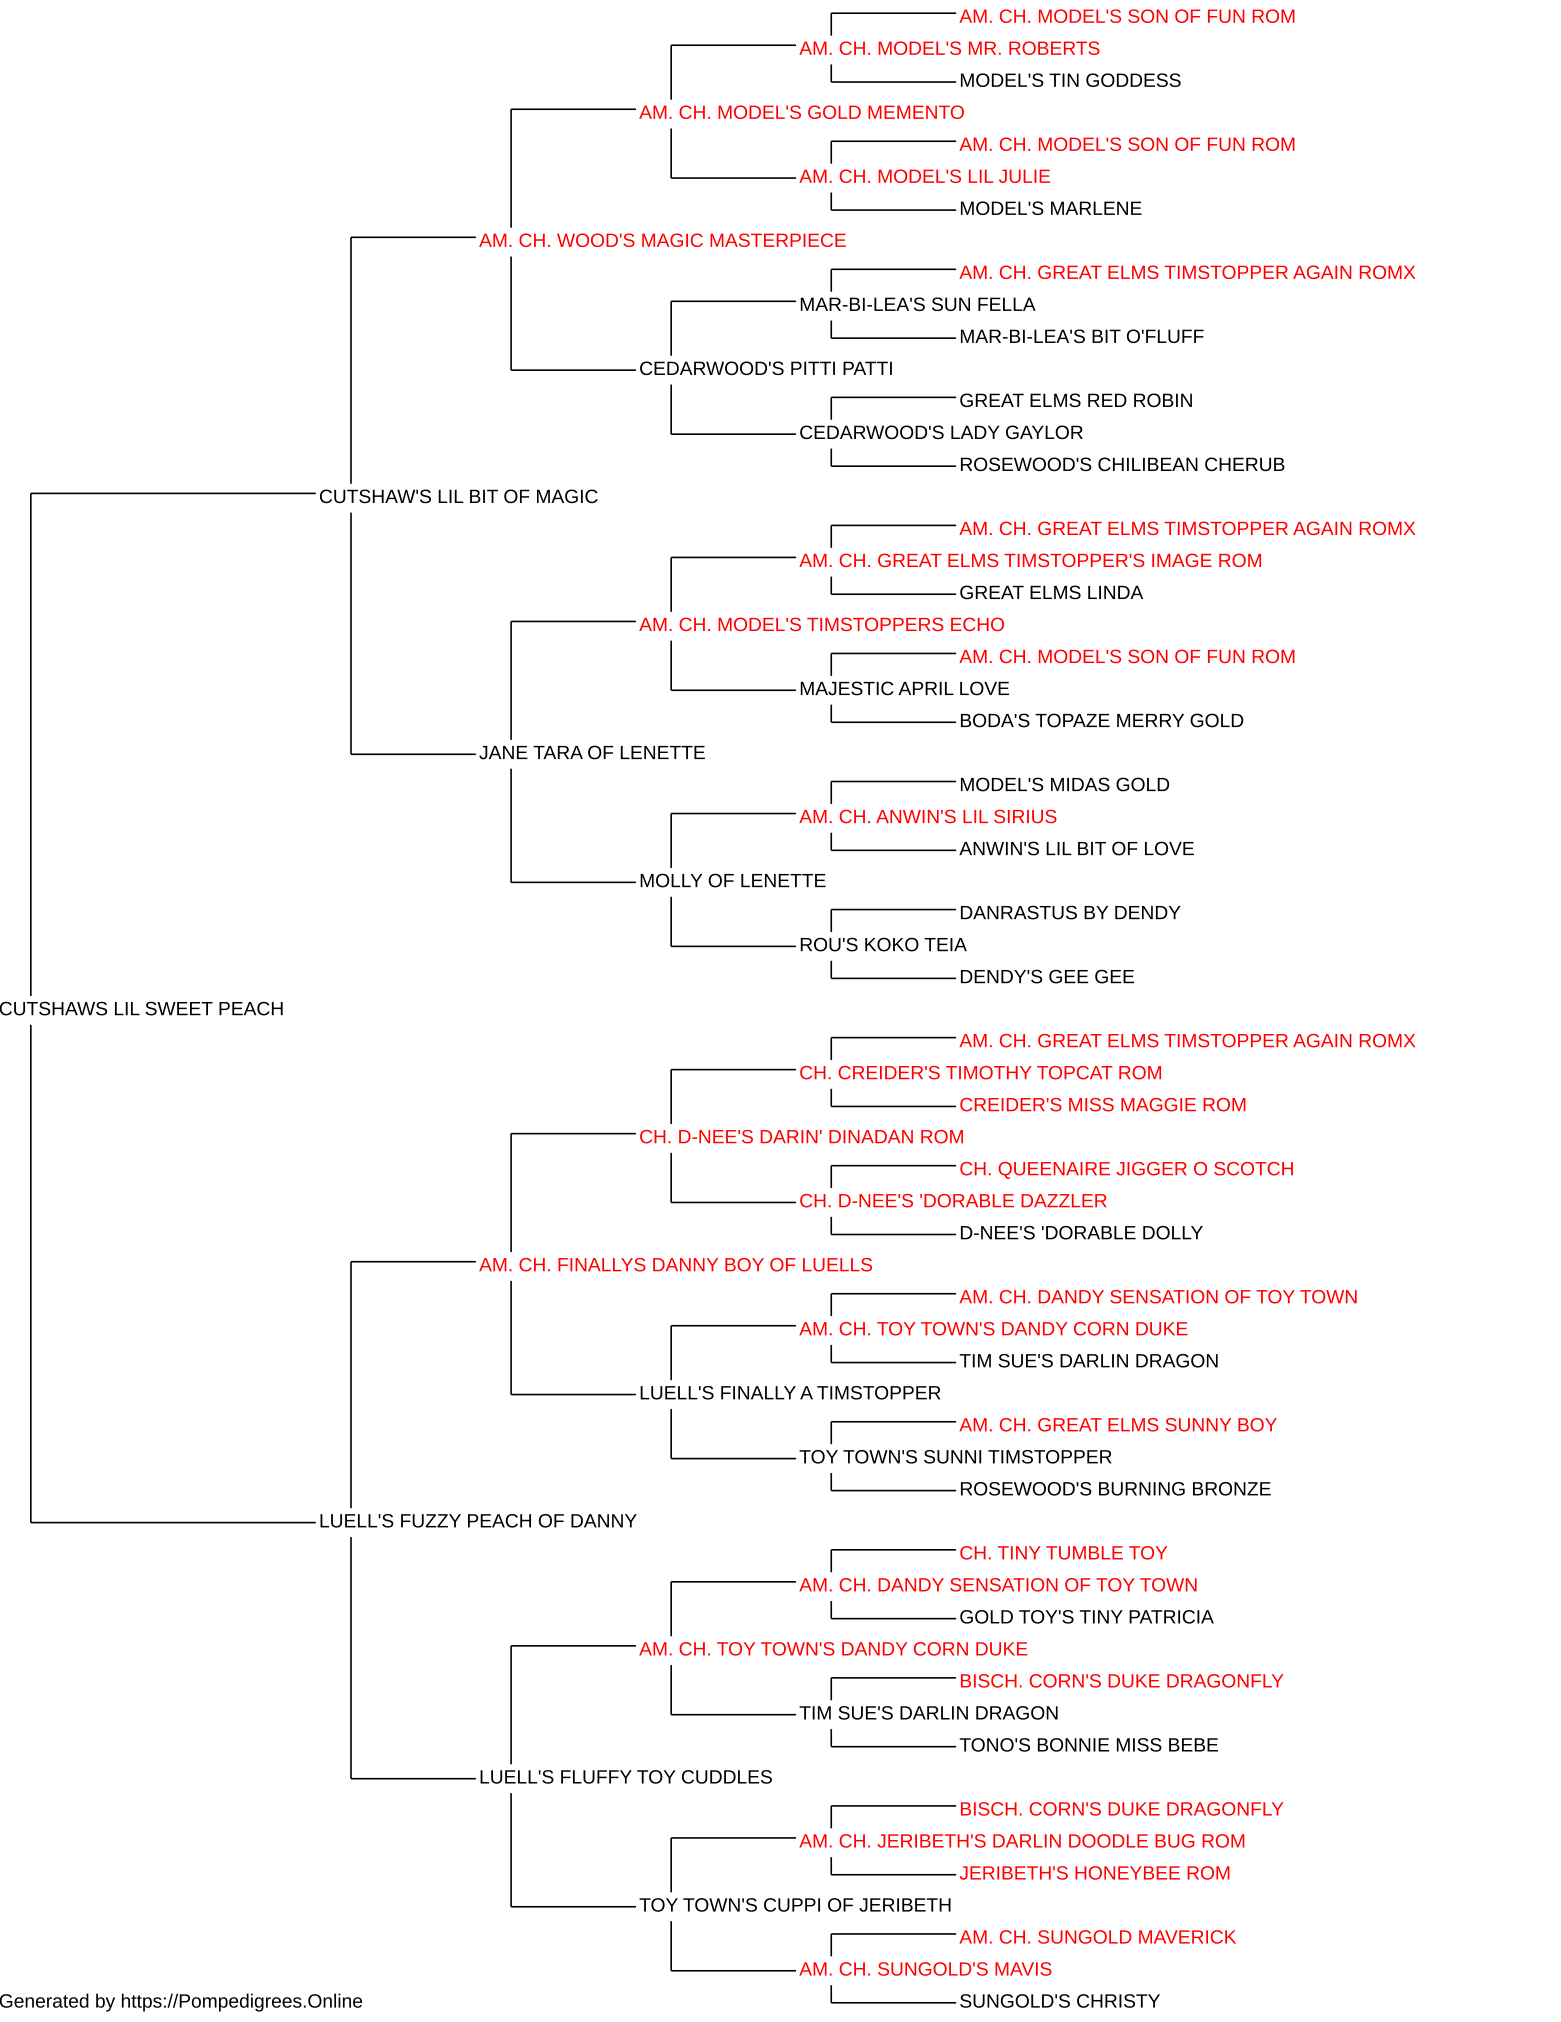 AM. CH. MODEL'S SON OF FUN ROM
AM. CH. MODEL'S MR. ROBERTS
MODEL'S TIN GODDESS
AM. CH. MODEL'S GOLD MEMENTO
AM. CH. MODEL'S SON OF FUN ROM
AM. CH. MODEL'S LIL JULIE
MODEL'S MARLENE
AM. CH. WOOD'S MAGIC MASTERPIECE
AM. CH. GREAT ELMS TIMSTOPPER AGAIN ROMX
MAR-BI-LEA'S SUN FELLA
MAR-BI-LEA'S BIT O'FLUFF
CEDARWOOD'S PITTI PATTI
GREAT ELMS RED ROBIN
CEDARWOOD'S LADY GAYLOR
ROSEWOOD'S CHILIBEAN CHERUB
CUTSHAW'S LIL BIT OF MAGIC
AM. CH. GREAT ELMS TIMSTOPPER AGAIN ROMX
AM. CH. GREAT ELMS TIMSTOPPER'S IMAGE ROM
GREAT ELMS LINDA
AM. CH. MODEL'S TIMSTOPPERS ECHO
AM. CH. MODEL'S SON OF FUN ROM
MAJESTIC APRIL LOVE
BODA'S TOPAZE MERRY GOLD
JANE TARA OF LENETTE
MODEL'S MIDAS GOLD
AM. CH. ANWIN'S LIL SIRIUS
ANWIN'S LIL BIT OF LOVE
MOLLY OF LENETTE
DANRASTUS BY DENDY
ROU'S KOKO TEIA
DENDY'S GEE GEE
CUTSHAWS LIL SWEET PEACH
AM. CH. GREAT ELMS TIMSTOPPER AGAIN ROMX
CH. CREIDER'S TIMOTHY TOPCAT ROM
CREIDER'S MISS MAGGIE ROM
CH. D-NEE'S DARIN' DINADAN ROM
CH. QUEENAIRE JIGGER O SCOTCH
CH. D-NEE'S 'DORABLE DAZZLER
D-NEE'S 'DORABLE DOLLY
AM. CH. FINALLYS DANNY BOY OF LUELLS
AM. CH. DANDY SENSATION OF TOY TOWN
AM. CH. TOY TOWN'S DANDY CORN DUKE
TIM SUE'S DARLIN DRAGON
LUELL'S FINALLY A TIMSTOPPER
AM. CH. GREAT ELMS SUNNY BOY
TOY TOWN'S SUNNI TIMSTOPPER
ROSEWOOD'S BURNING BRONZE
LUELL'S FUZZY PEACH OF DANNY
CH. TINY TUMBLE TOY
AM. CH. DANDY SENSATION OF TOY TOWN
GOLD TOY'S TINY PATRICIA
AM. CH. TOY TOWN'S DANDY CORN DUKE
BISCH. CORN'S DUKE DRAGONFLY
TIM SUE'S DARLIN DRAGON
TONO'S BONNIE MISS BEBE
LUELL'S FLUFFY TOY CUDDLES
BISCH. CORN'S DUKE DRAGONFLY
AM. CH. JERIBETH'S DARLIN DOODLE BUG ROM
JERIBETH'S HONEYBEE ROM
TOY TOWN'S CUPPI OF JERIBETH
AM. CH. SUNGOLD MAVERICK
AM. CH. SUNGOLD'S MAVIS
SUNGOLD'S CHRISTY
Generated by https://Pompedigrees.Online